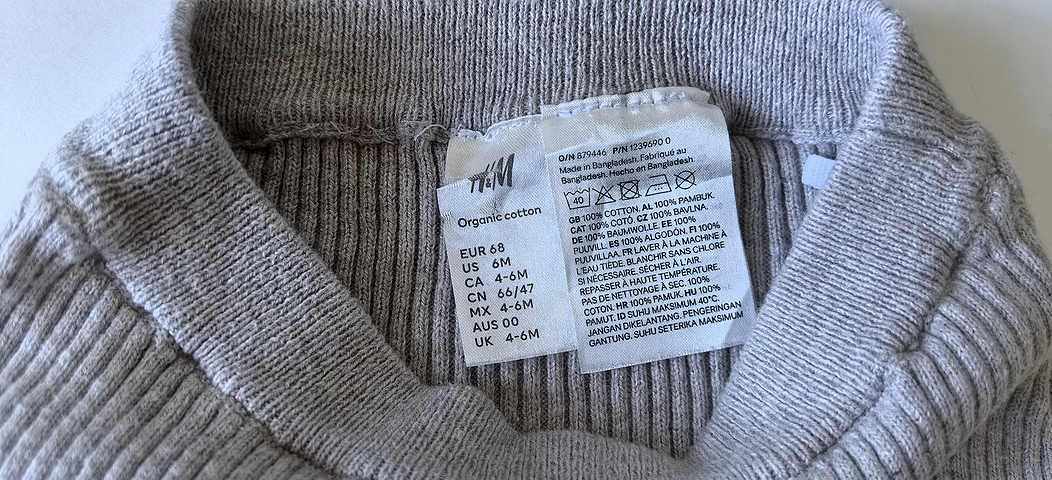 H&M
Organic cotton
EUR 68
US 6M
CA 4-6M
CN 66/47
MX 4-6M
AUS 00
UK 4-6M
O/N 879446 P/N 1239690 0
Made in Bangladesh. Fabriqué au
Bangladesh. Hecho en Bangladesh
40
GB 100% COTTON. AL 100% PAMBUK.
CAT 100% COTÓ. CZ 100% BAVLNA.
DE 100% BAUMWOLLE. EE 100%
PUUVILL. ES 100% ALGODÓN. FI 100%
PUUVILLAA. FR LAVER À LA MACHINE À
L'EAU TIÈDE. BLANCHIR SANS CHLORE
SI NÉCESSAIRE. SÉCHER À L'AIR.
REPASSER À HAUTE TEMPÉRATURE.
PAS DE NETTOYAGE À SEC. 100%
COTON. HR 100% PAMUK. HU 100%
PAMUT. ID SUHU MAKSIMUM 40°C.
JANGAN DIKELANTANG. PENGERINGAN
GANTUNG. SUHU SETERIKA MAKSIMUM